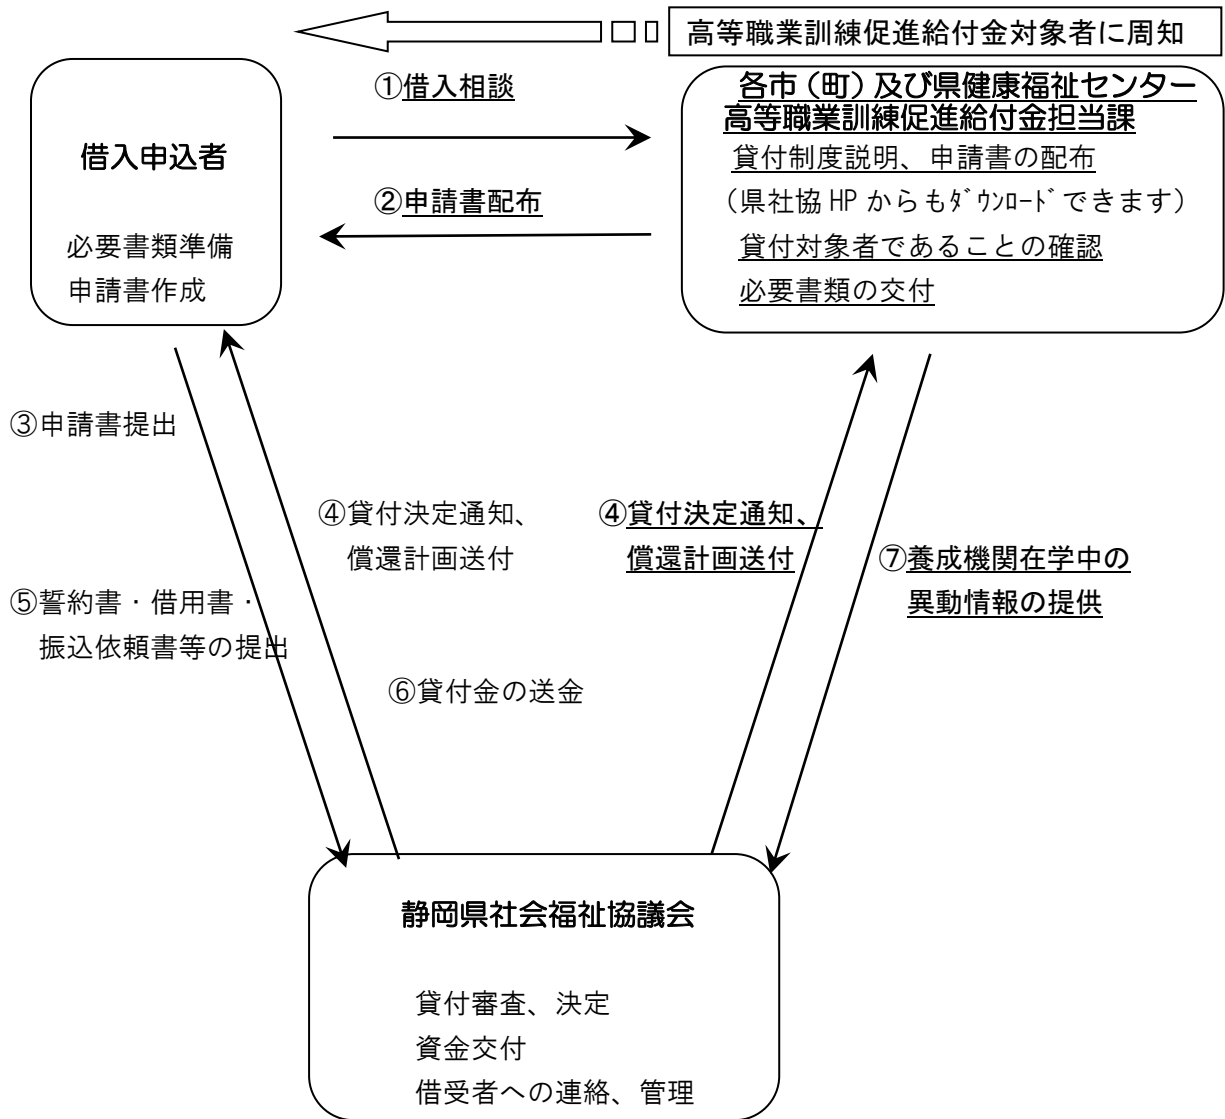 高等職業訓練促進給付金対象者に周知
①借入相談
各市（町）及び県健康福祉センター
高等職業訓練促進給付金担当課
借入申込者
貸付制度説明、申請書の配布
②申請書配布
（県社協 HP からもﾀﾞｳﾝﾛｰﾄﾞできます）
必要書類準備
貸付対象者であることの確認
申請書作成
必要書類の交付
③申請書提出
④貸付決定通知、
償還計画送付
④貸付決定通知、
償還計画送付
⑦養成機関在学中の
異動情報の提供
⑤誓約書・借用書・
振込依頼書等の提出
⑥貸付金の送金
静岡県社会福祉協議会
貸付審査、決定
資金交付
借受者への連絡、管理